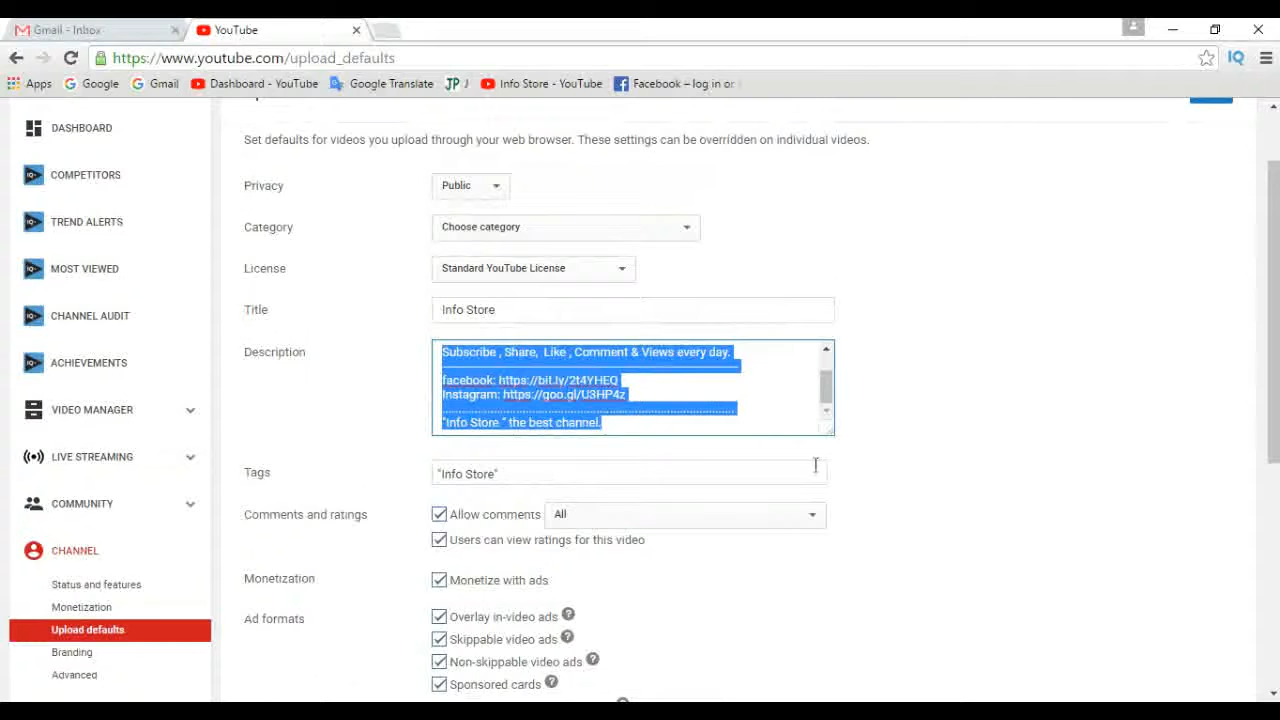 Gmail - Inbox
YouTube
https://www.youtube.com/upload_defaults
IQ
Apps
Google
Gmail
Dashboard - YouTube
Google Translate
JP J
Info Store - YouTube
Facebook – log in or
DASHBOARD
COMPETITORS
TREND ALERTS
MOST VIEWED
CHANNEL AUDIT
ACHIEVEMENTS
VIDEO MANAGER
LIVE STREAMING
COMMUNITY
CHANNEL
Status and features
Monetization
Upload defaults
Branding
Advanced
Set defaults for videos you upload through your web browser. These settings can be overridden on individual videos.
Privacy
Public
Category
Choose category
License
Standard YouTube License
Title
Info Store
Description
Subscribe , Share, Like , Comment & Views every day.
facebook: https://bit.ly/2t4YHEQ
Instagram: https://goo.gl/U3HP4z
"Info Store " the best channel.
Tags
"Info Store"
Comments and ratings
Allow comments
All
Users can view ratings for this video
Monetization
Monetize with ads
Ad formats
Overlay in-video ads ?
Skippable video ads ?
Non-skippable video ads ?
Sponsored cards ?